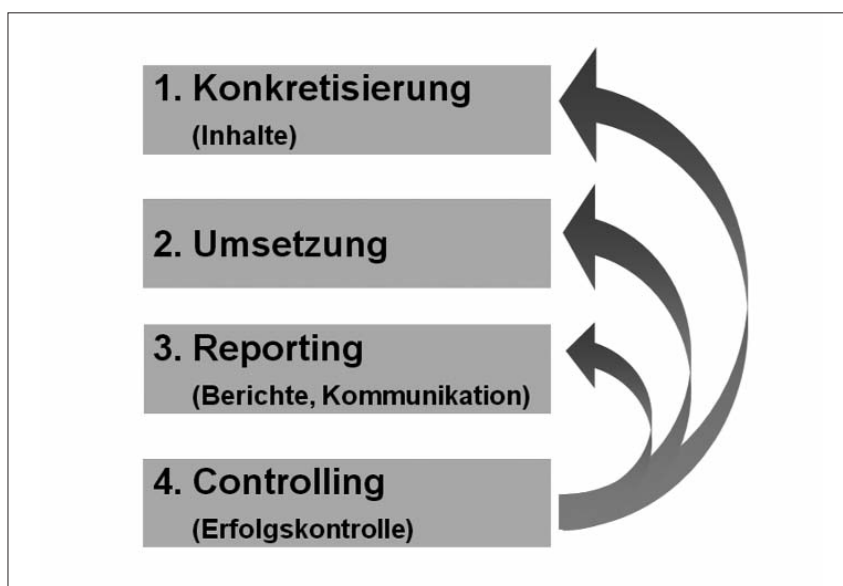 1. Konkretisierung
(Inhalte)
2. Umsetzung
3. Reporting
(Berichte, Kommunikation)
4. Controlling
(Erfolgskontrolle)